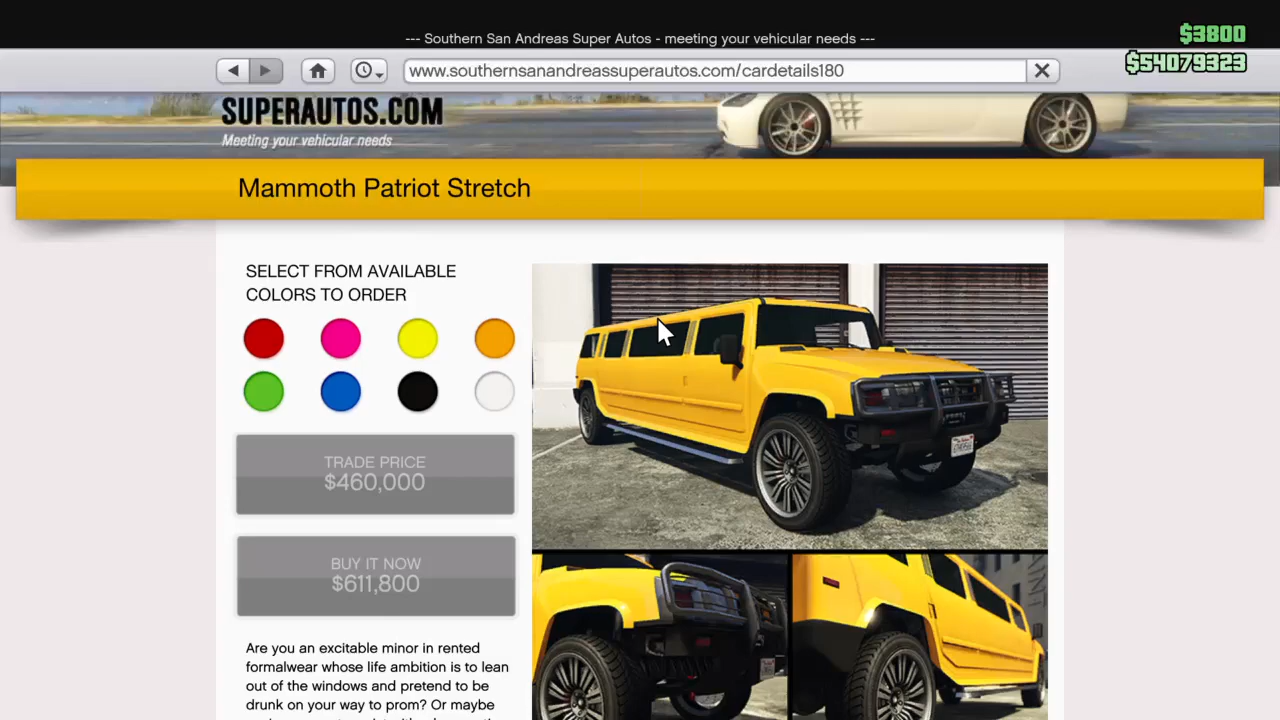 --- Southern San Andreas Super Autos - meeting your vehicular needs ---
$3800
$54079323
www.southernsanandreassuperautos.com/cardetails180
SUPERAUTOS.COM
Meeting your vehicular needs
Mammoth Patriot Stretch
SELECT FROM AVAILABLE
COLORS TO ORDER
TRADE PRICE
$460,000
BUY IT NOW
$611,800
Are you an excitable minor in rented
formalwear whose life ambition is to lean
out of the windows and pretend to be
drunk on your way to prom? Or maybe